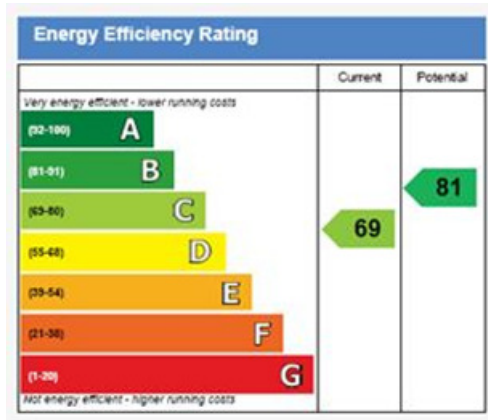 Energy Efficiency Rating
Current Potential
Very energy efficient - lower running costs
(92-100) A
(81-91) B
81
(69-80) C
69
(55-68) D
(39-54) E
(21-38) F
(1-20) G
Not energy efficient - higher running costs